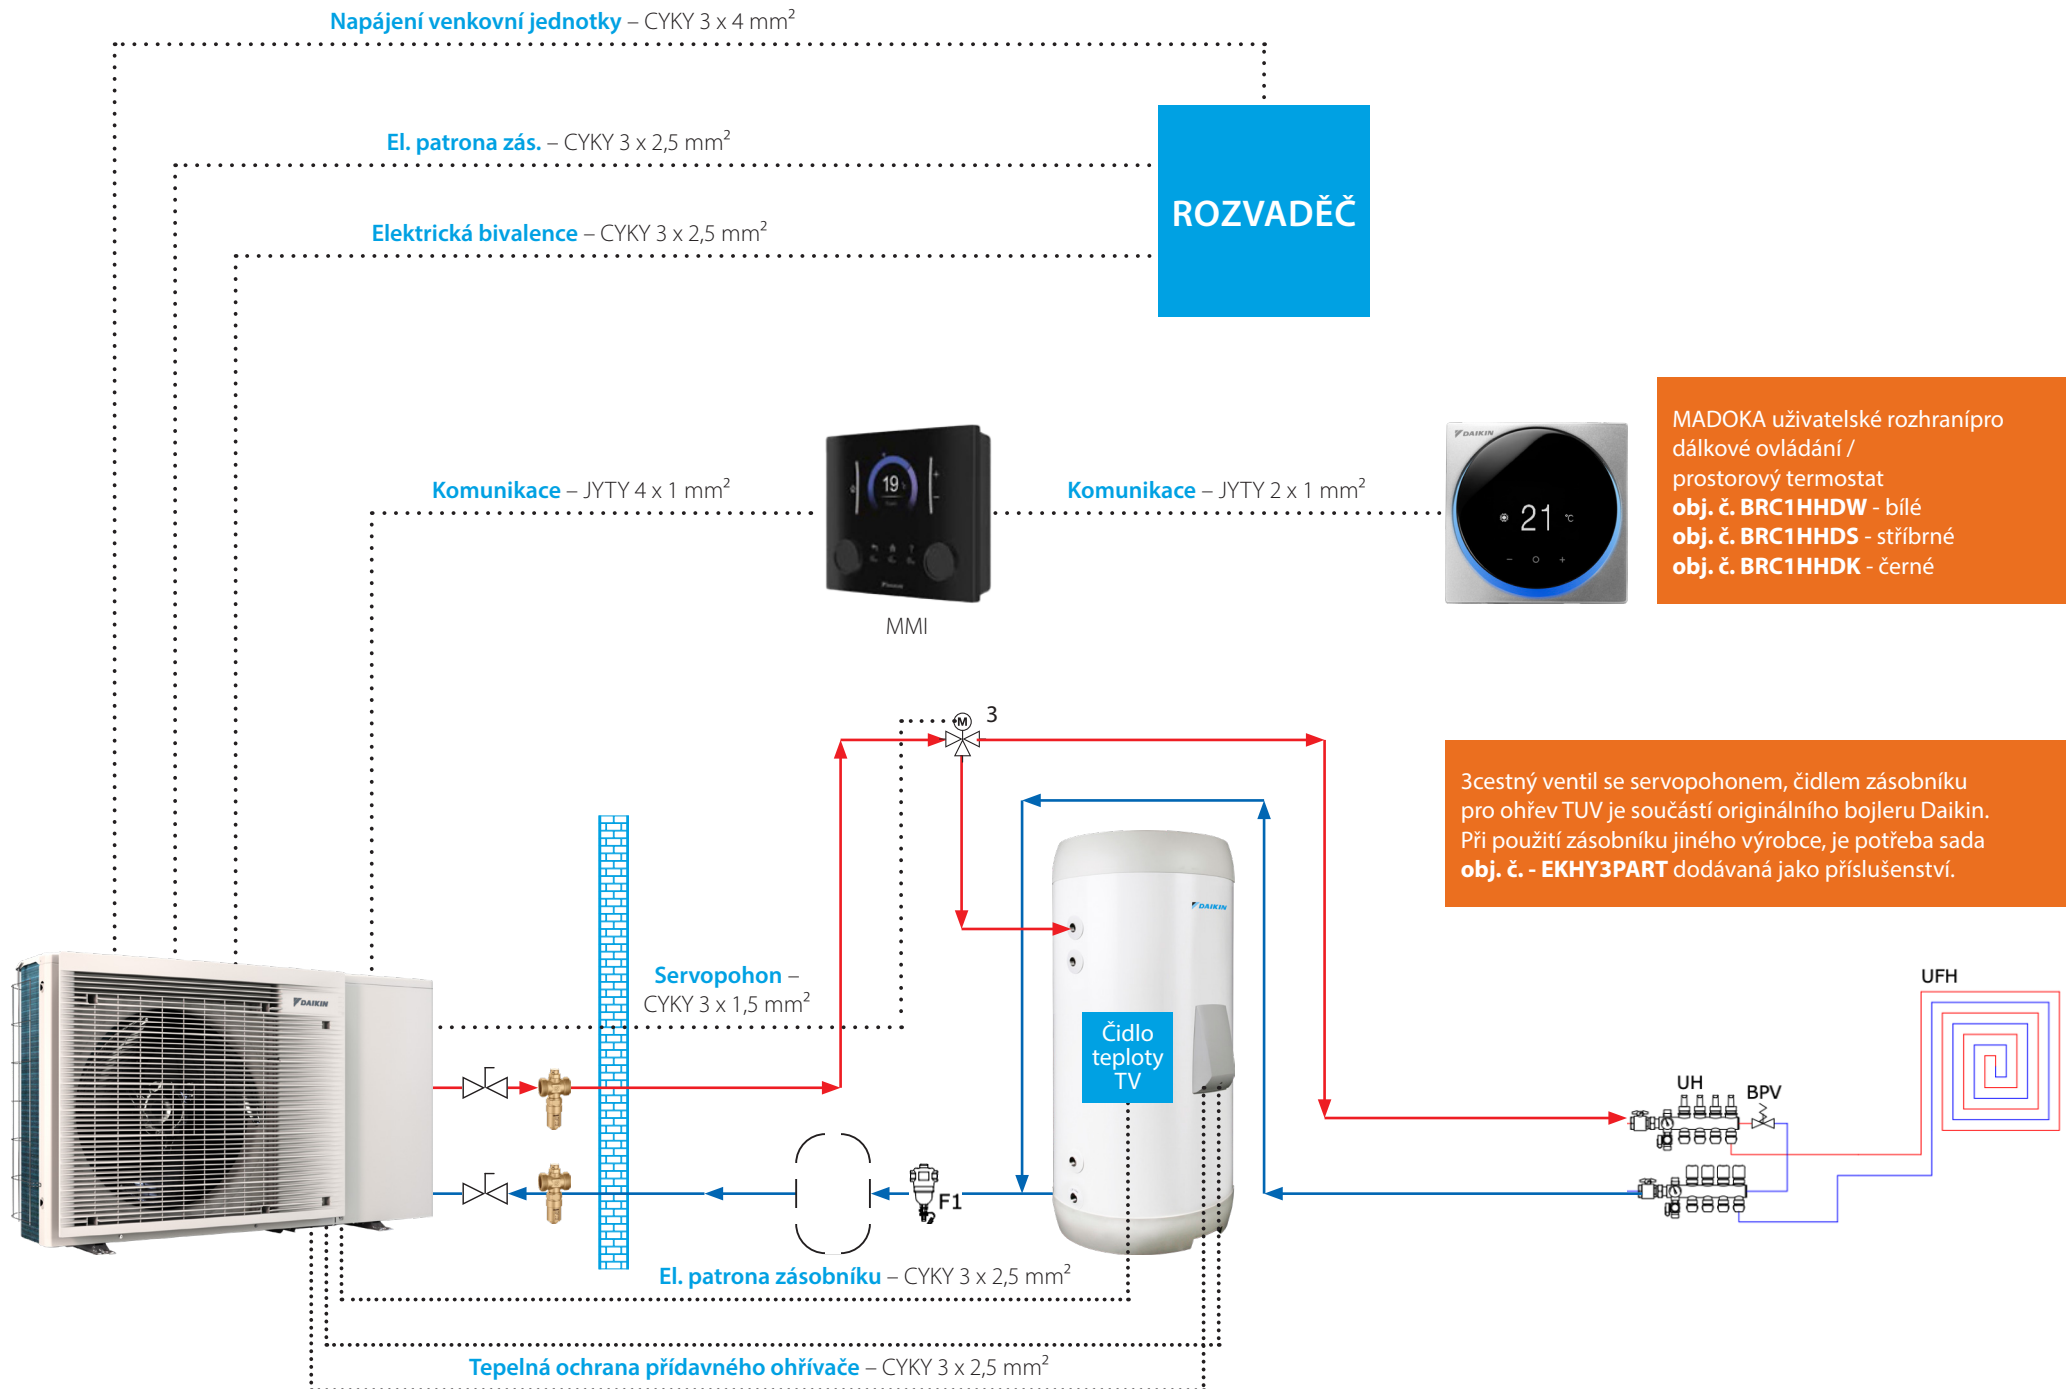 Napájení venkovní jednotky – CYKY 3 x 4 mm²
El. patrona zás. – CYKY 3 x 2,5 mm²
ROZVADĚČ
Elektrická bivalence – CYKY 3 x 2,5 mm²
MADOKA uživatelské rozhranípro
dálkové ovládání /
prostorový termostat
obj. č. BRC1HHDW - bílé
obj. č. BRC1HHDS - stříbrné
obj. č. BRC1HHDK - černé
DAIKIN
21 °C
- +
19
+
-
Komunikace – JYTY 4 x 1 mm²
Komunikace – JYTY 2 x 1 mm²
MMI
M
3
3cestný ventil se servopohonem, čidlem zásobníku
pro ohřev TUV je součástí originálního bojleru Daikin.
Při použití zásobníku jiného výrobce, je potřeba sada
obj. č. - EKHY3PART dodávaná jako příslušenství.
DAIKIN
DAIKIN
Servopohon –
CYKY 3 x 1,5 mm²
Čidlo
teploty
TV
UFH
UH
BPV
F1
El. patrona zásobníku – CYKY 3 x 2,5 mm²
Tepelná ochrana přídavného ohřívače – CYKY 3 x 2,5 mm²